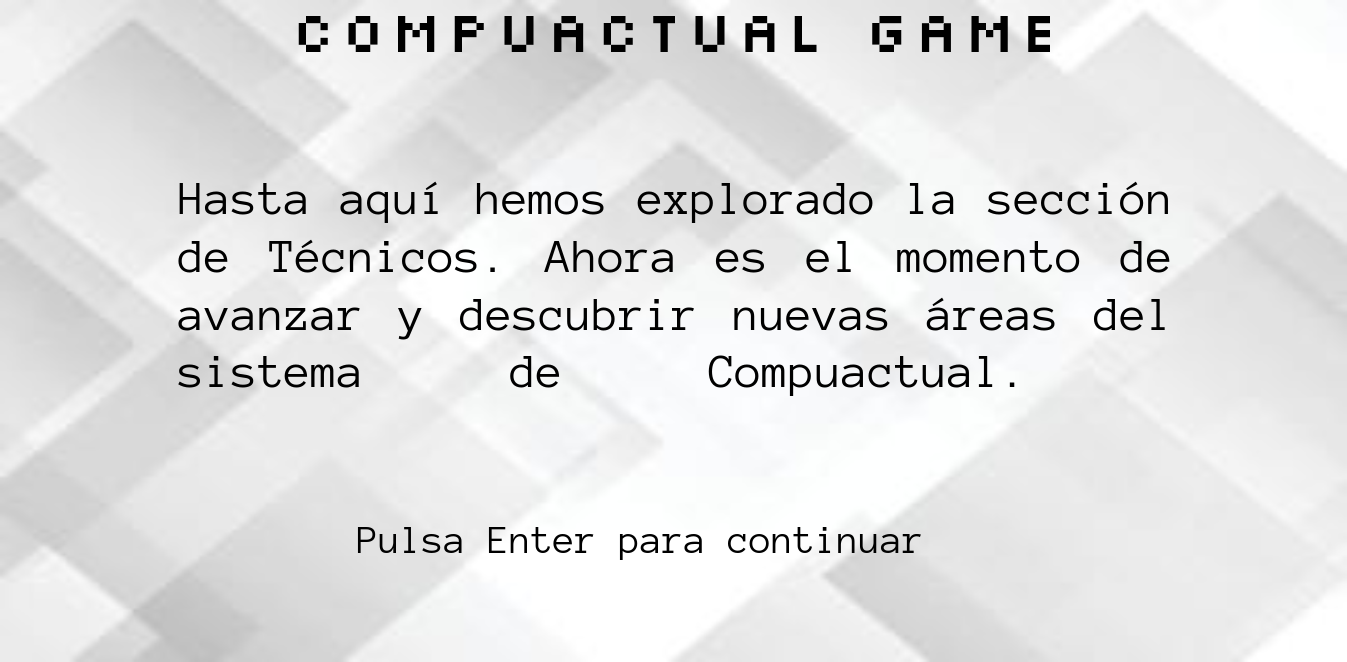 COMPUACTUAL GAME
Hasta aquí hemos explorado la sección
de Técnicos. Ahora es el momento de
avanzar y descubrir nuevas áreas del
sistema de Compuactual.
Pulsa Enter para continuar